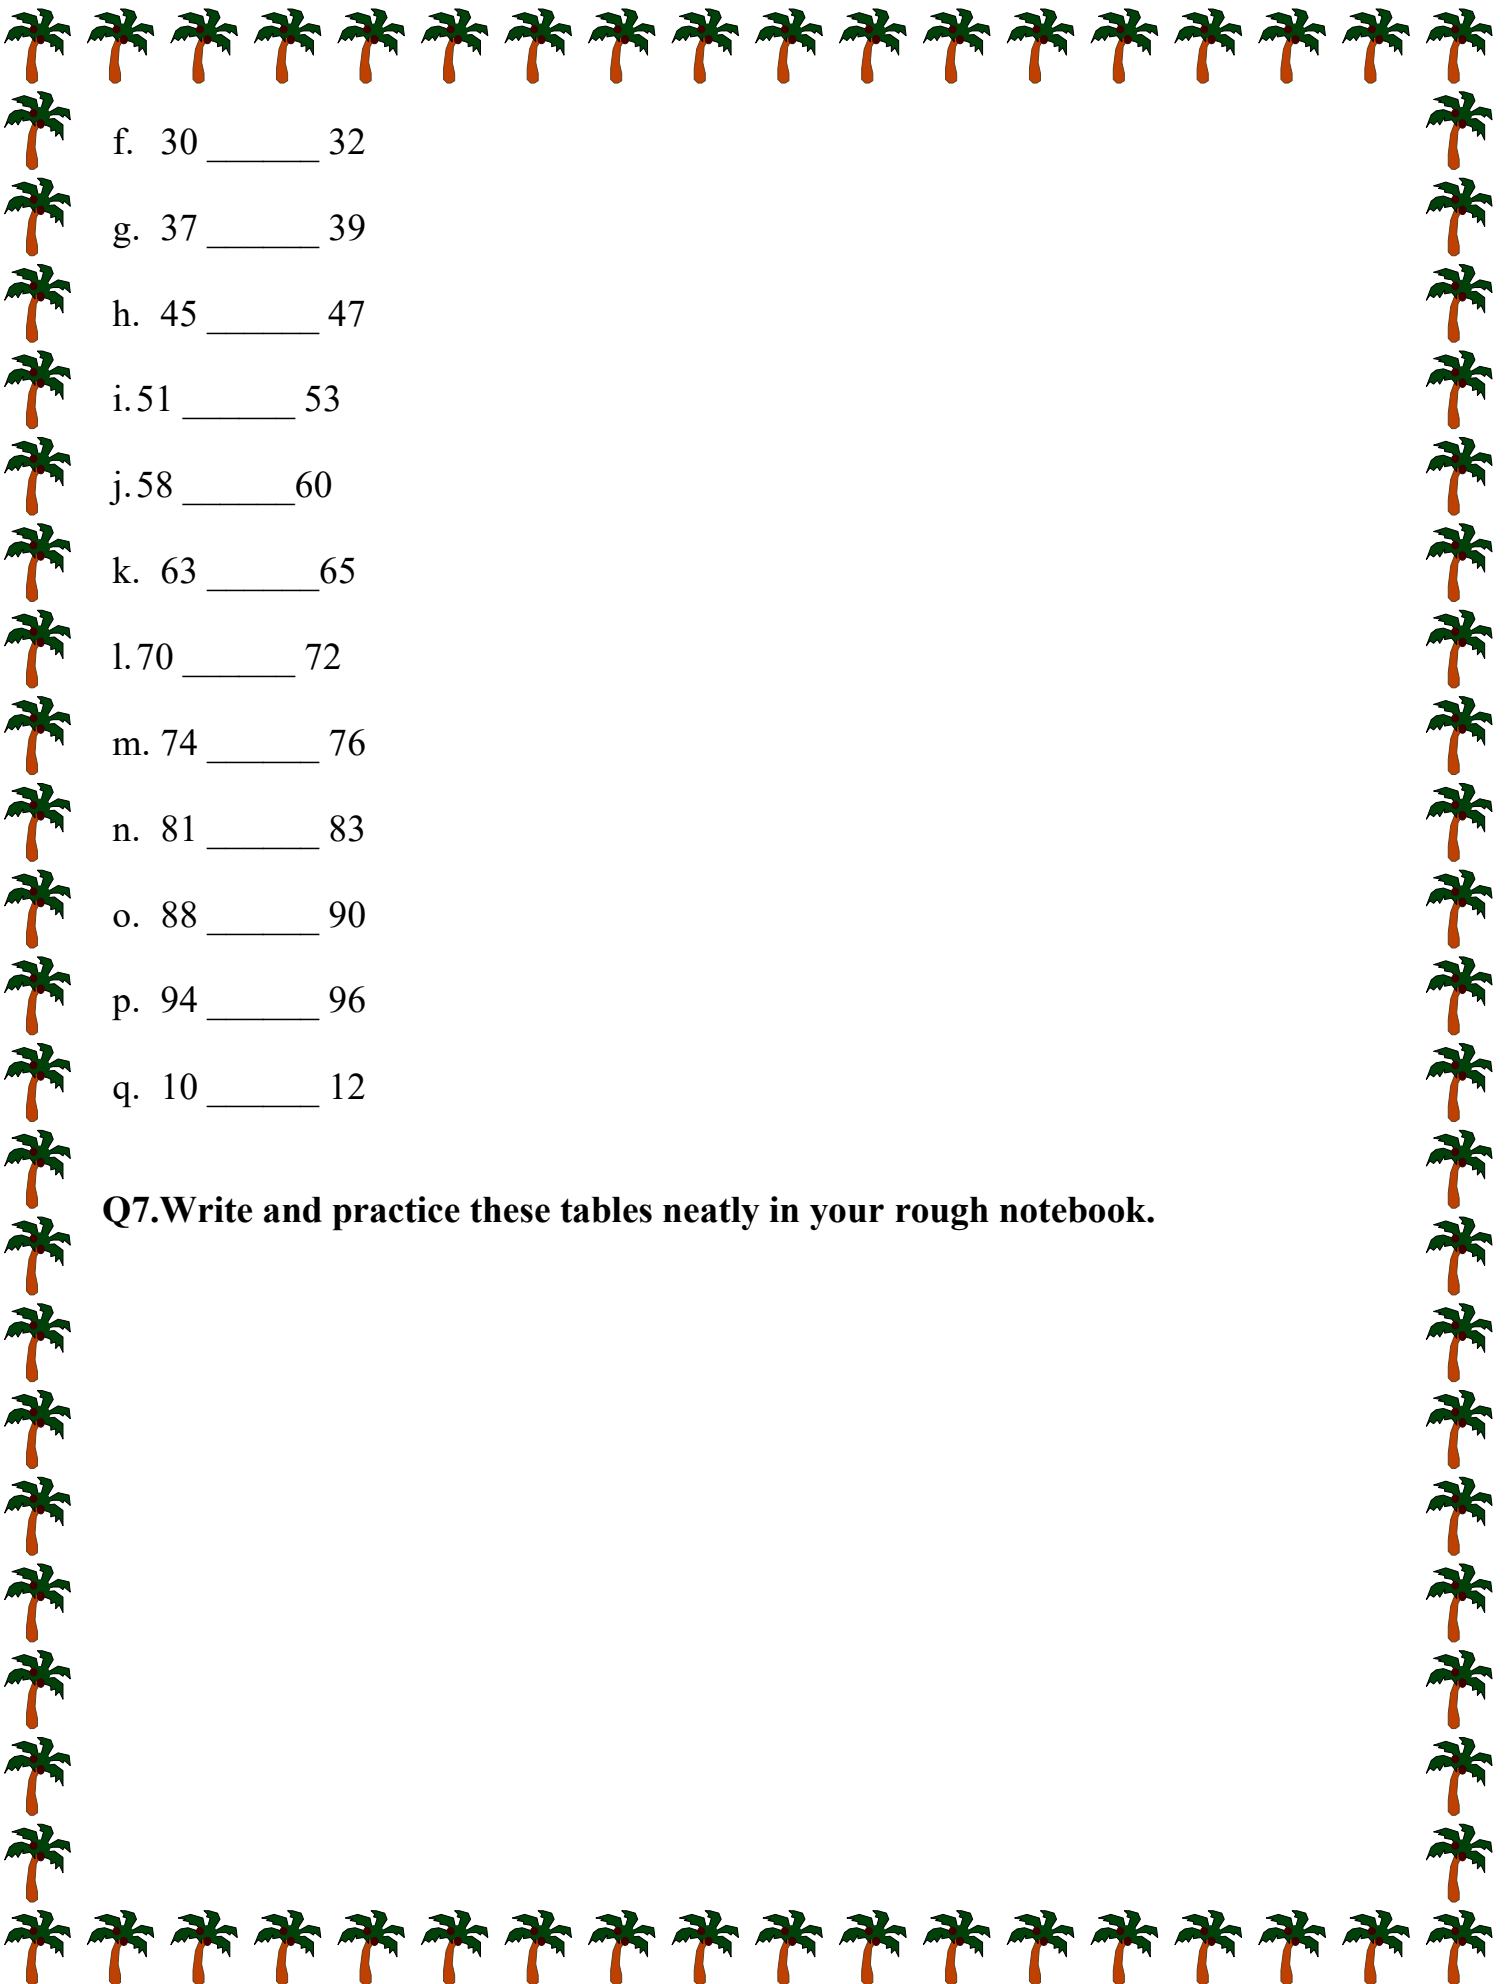 f. 30 ______ 32
g. 37 ______ 39
h. 45 ______ 47
i. 51 ______ 53
j. 58 ______60
k. 63 ______65
l. 70 ______ 72
m. 74 ______ 76
n. 81 ______ 83
o. 88 ______ 90
p. 94 ______ 96
q. 10 ______ 12
Q7.Write and practice these tables neatly in your rough notebook.